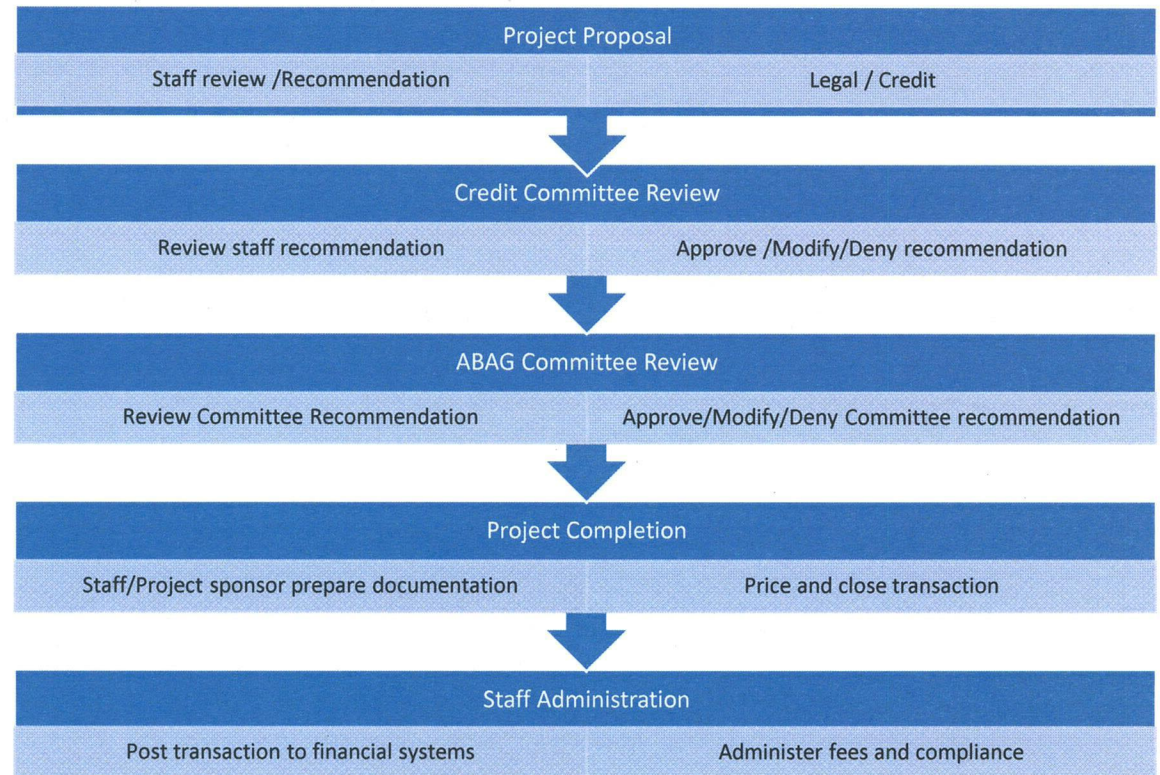 Project Proposal
Staff review /Recommendation
Legal / Credit
Credit Committee Review
Review staff recommendation
Approve /Modify/Deny recommendation
ABAG Committee Review
Review Committee Recommendation
Approve/Modify/Deny Committee recommendation
Project Completion
Staff/Project sponsor prepare documentation
Price and close transaction
Staff Administration
Post transaction to financial systems
Administer fees and compliance